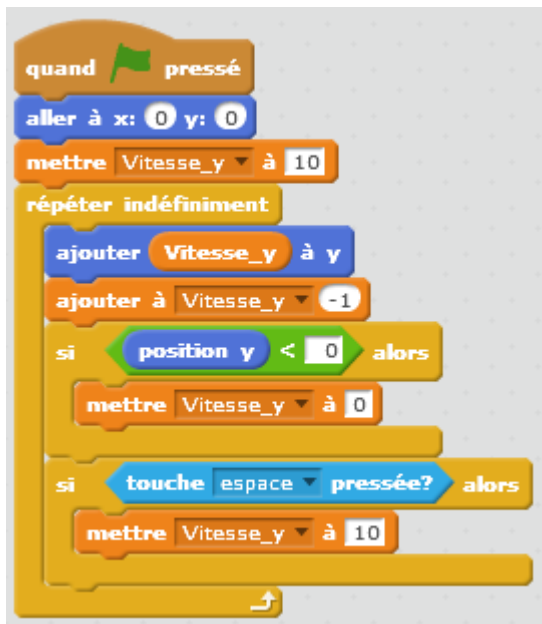 quand pressé
aller à x: 0 y: 0
mettre Vitesse_y à 10
répéter indéfiniment
ajouter Vitesse_y à y
ajouter à Vitesse_y -1
si position y < 0 alors
mettre Vitesse_y à 0
si touche espace pressée? alors
mettre Vitesse_y à 10